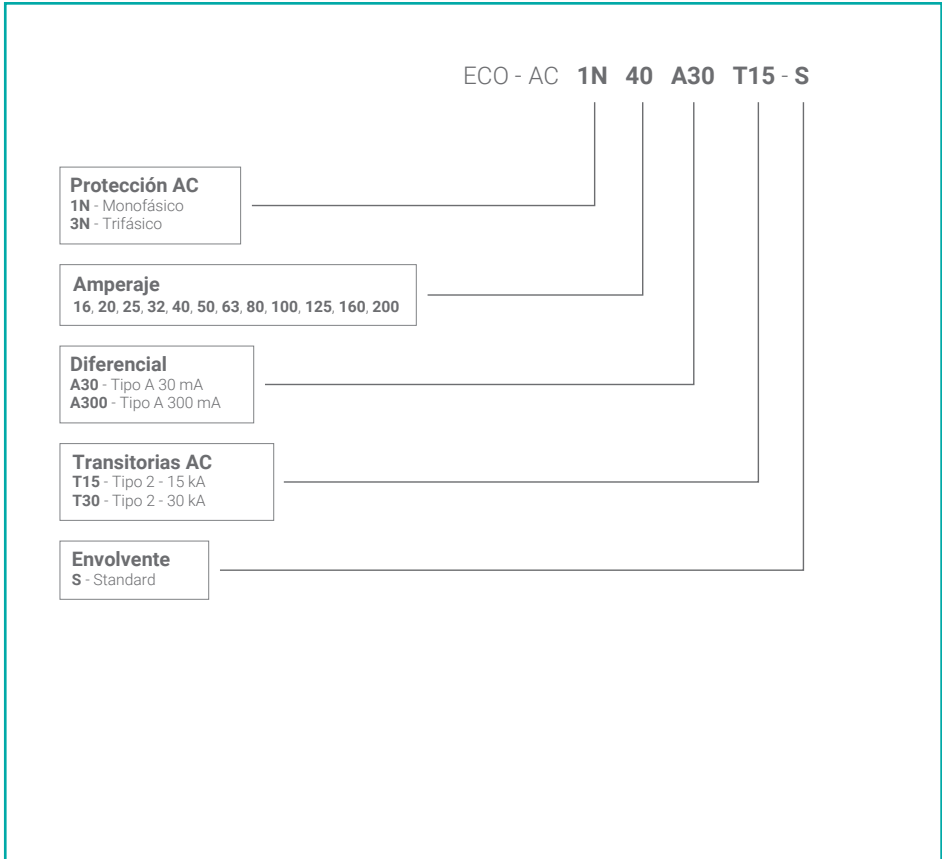 ECO - AC 1N 40 A30 T15 - S
Protección AC
1N - Monofásico
3N - Trifásico
Amperaje
16, 20, 25, 32, 40, 50, 63, 80, 100, 125, 160, 200
Diferencial
A30 - Tipo A 30 mA
A300 - Tipo A 300 mA
Transitorias AC
T15 - Tipo 2 - 15 kA
T30 - Tipo 2 - 30 kA
Envolvente
S - Standard